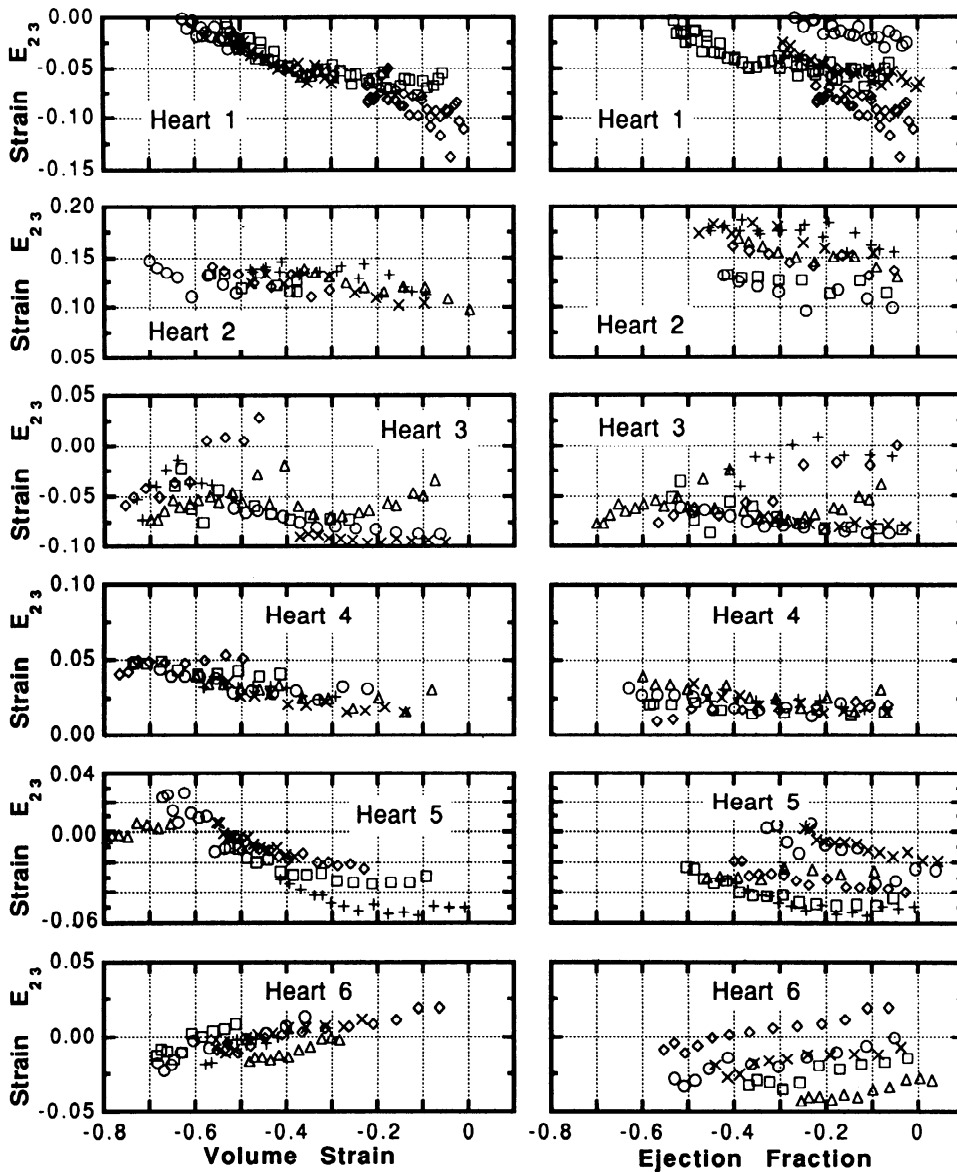 0.00
-0.05
-0.10
-0.15
Strain E23
Heart 1
Heart 1
0.20
0.15
0.10
0.05
Strain E23
Heart 2
Heart 2
0.05
0.00
-0.05
-0.10
Strain E23
Heart 3
Heart 3
0.10
0.05
0.00
Strain E23
Heart 4
Heart 4
0.04
0.00
-0.06
Strain E23
Heart 5
Heart 5
0.05
0.00
-0.05
Strain E23
Heart 6
Heart 6
-0.8 -0.6 -0.4 -0.2 0
-0.8 -0.6 -0.4 -0.2 0
Volume Strain
Ejection Fraction